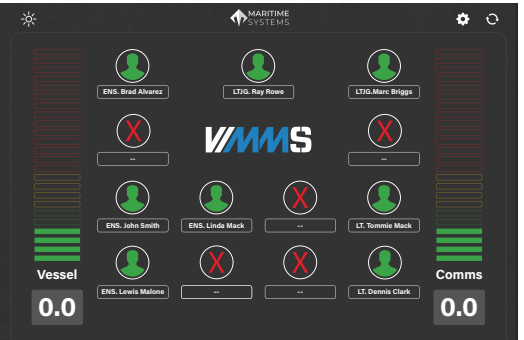 MARITIME
SYSTEMS
ENS. Brad Alvarez
LTJG. Ray Rowe
LTJG.Marc Briggs
X
VIMMS
X
--
--
X
ENS. John Smith
ENS. Linda Mack
--
LT. Tommie Mack
X
X
Vessel
Comms
ENS. Lewis Malone
--
--
LT. Dennis Clark
0.0
0.0